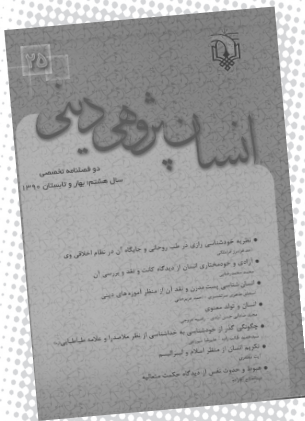 ۲۵
انسان پژوهی دینی
دو فصلنامه تخصصی
سال هشتم؛ بهار و تابستان ۱۳۹۰
• نظریه خودشناسی رازی در طب روحانی و جایگاه آن در نظام اخلاقی وی
• آزادی و خودمختاری انسان از دیدگاه کانت و نقد و بررسی آن
• انسان‌شناسی پست مدرن و نقد آن از منظر آموزه های دینی
• انسان و تولد معنوی
• چگونگی گذر از خودشناسی به خداشناسی از نظر ملاصدرا و علامه طباطبایی
• تکریم انسان از منظر اسلام و لیبرالیسم
• هبوط و حدوث نفس از دیدگاه حکمت متعالیه